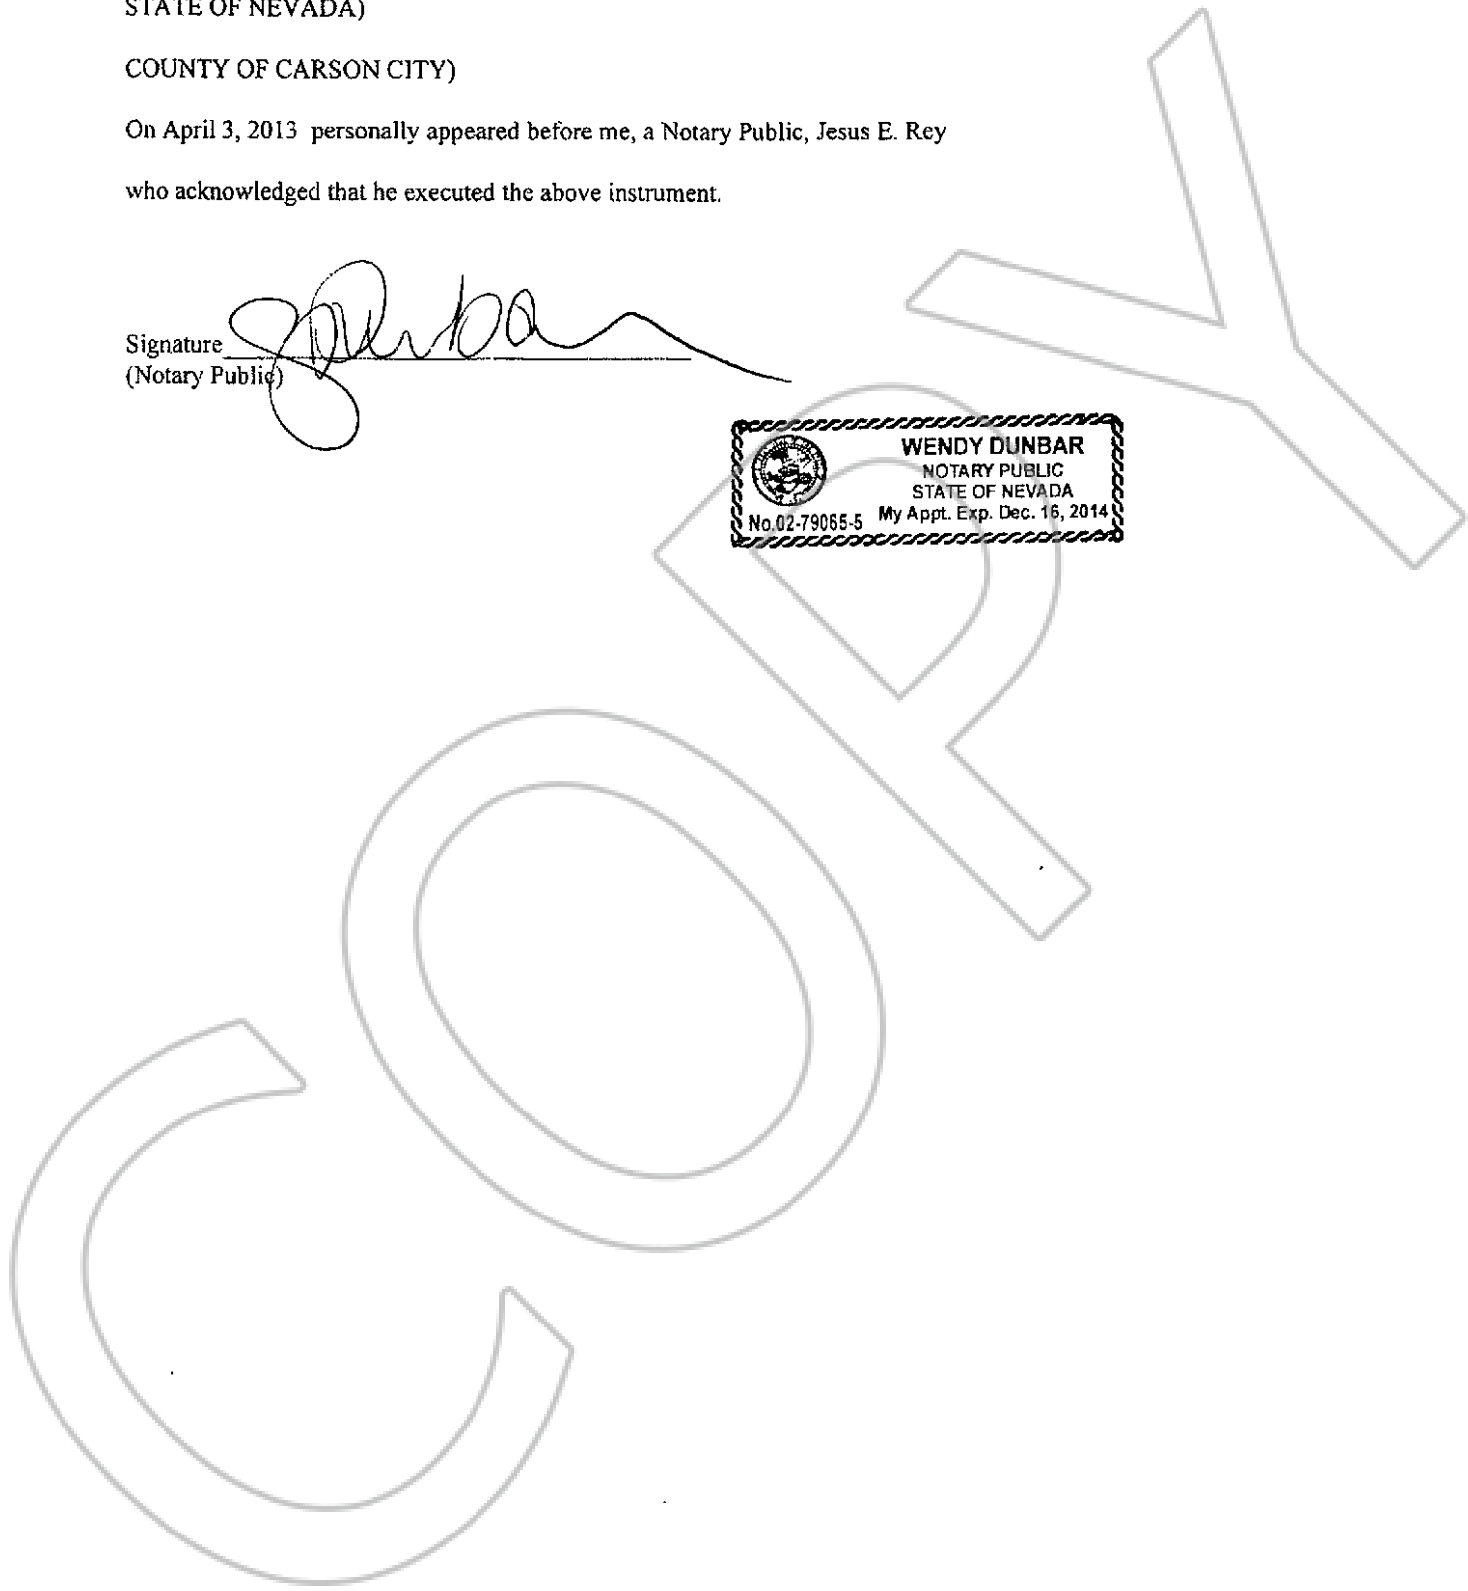 STATE OF NEVADA)
COUNTY OF CARSON CITY)
On April 3, 2013 personally appeared before me, a Notary Public, Jesus E. Rey
who acknowledged that he executed the above instrument.
Signature
(Notary Public)
WENDY DUNBAR
NOTARY PUBLIC
STATE OF NEVADA
No.02-79065-5 My Appt. Exp. Dec. 16, 2014
COPY